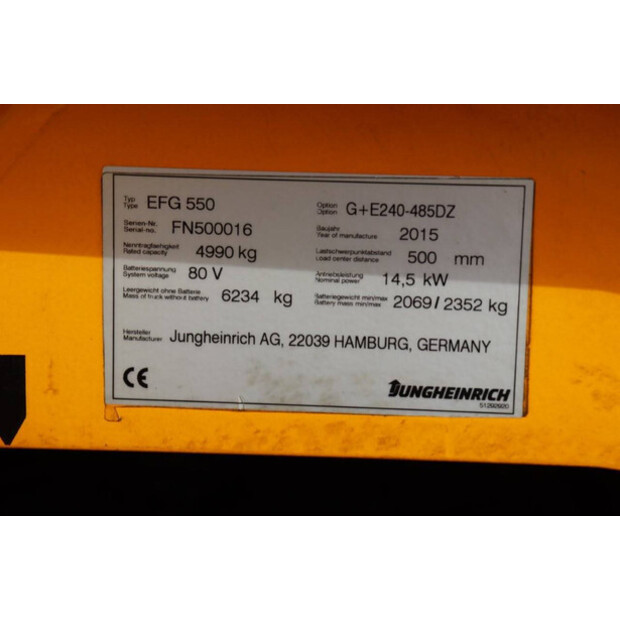 Typ
Type EFG 550
Option
Option G+E240-485DZ
Serien-Nr.
Serial-no. FN500016
Baujahr
Year of manufacture 2015
Nenntragfähigkeit
Rated capacity 4990 kg
Lastschwerpunktabstand
Load center distance 500 mm
Batteriespannung
System voltage 80 V
Antriebsleistung
Nominal power 14,5 kW
Leergewicht ohne Batterie
Mass of truck without battery 6234 kg
Batteriegewicht min/max
Battery mass min/max 2069/2352 kg
Hersteller
Manufacturer Jungheinrich AG, 22039 HAMBURG, GERMANY
CE
JUNGHEINRICH